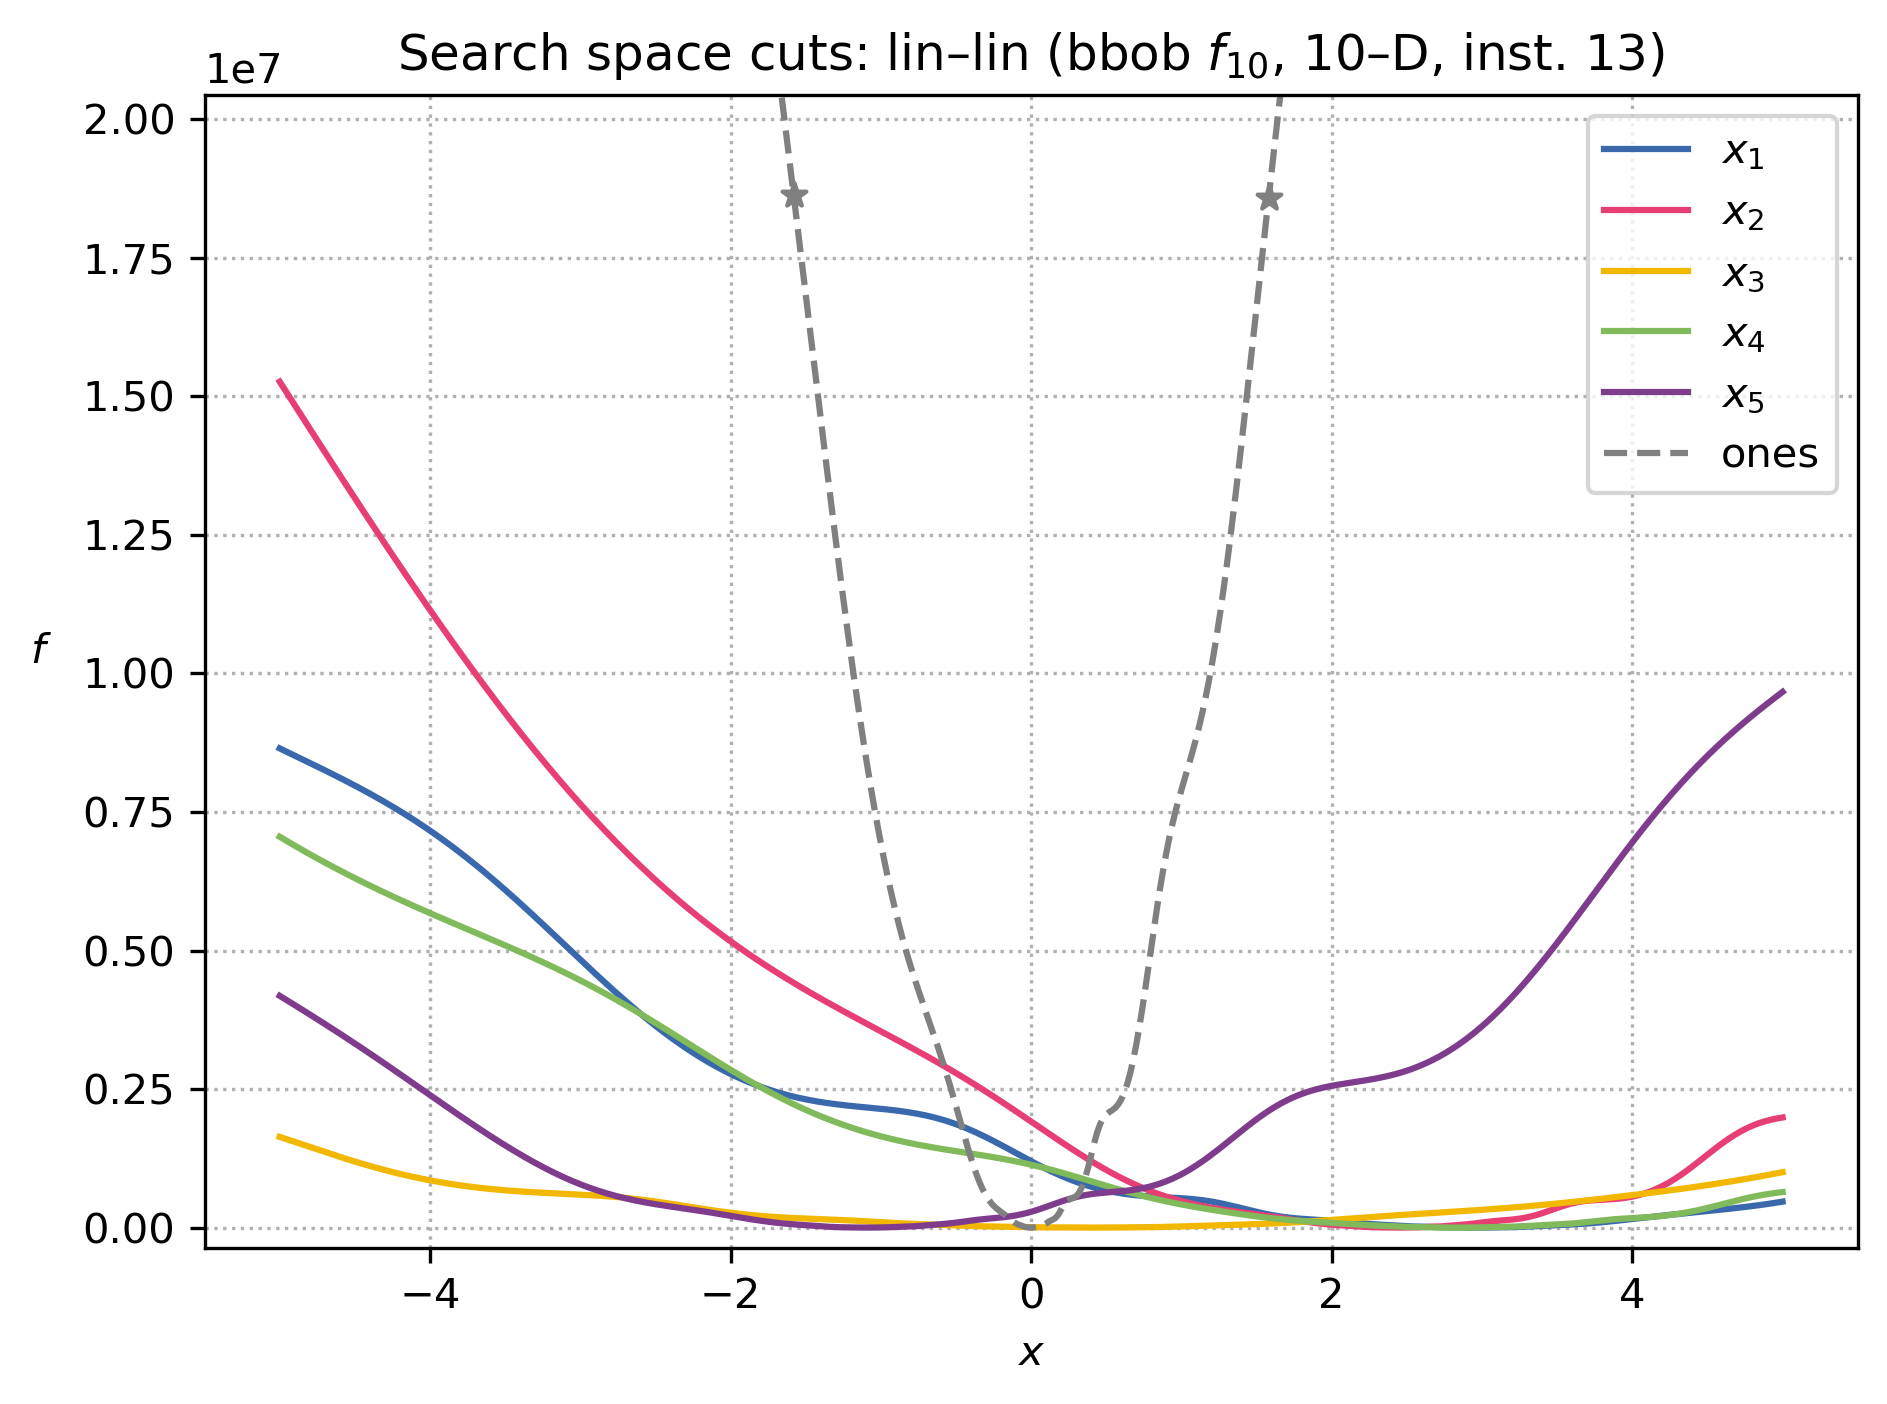 Search space cuts: lin–lin (bbob f10, 10–D, inst. 13)
1e7
2.00
1.75
1.50
1.25
1.00
0.75
0.50
0.25
0.00
f
−4
−2
0
2
4
x
x1
x2
x3
x4
x5
ones